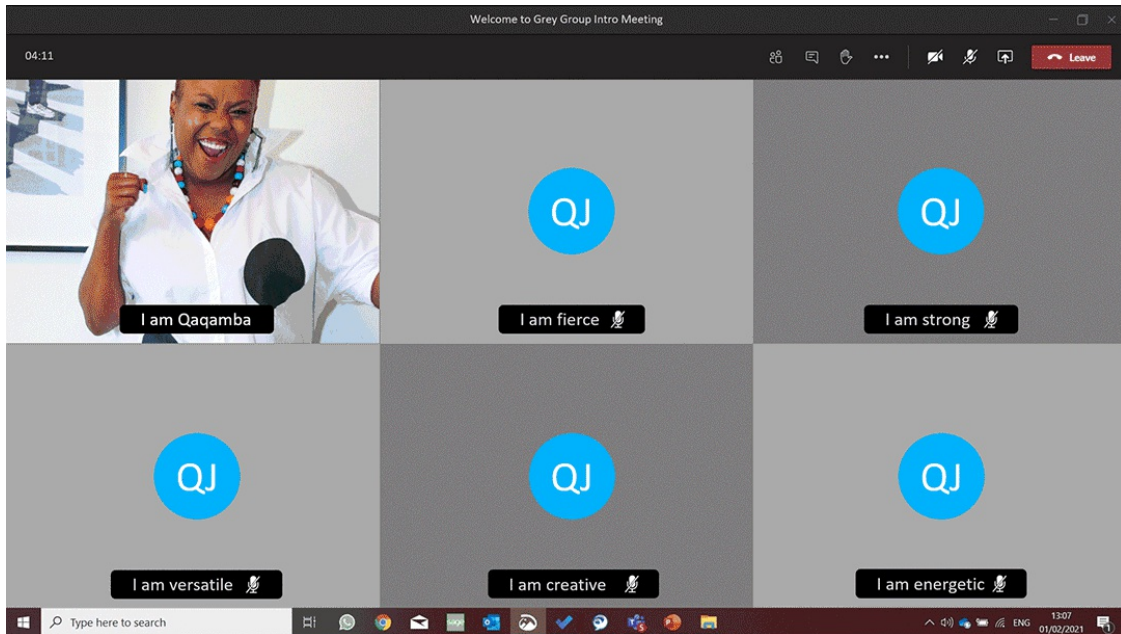 Welcome to Grey Group Intro Meeting
04:11
Leave
I am Qaqamba
QJ
I am fierce
QJ
I am strong
QJ
I am versatile
QJ
I am creative
QJ
I am energetic
Type here to search
sage
ENG
13:07
01/02/2021